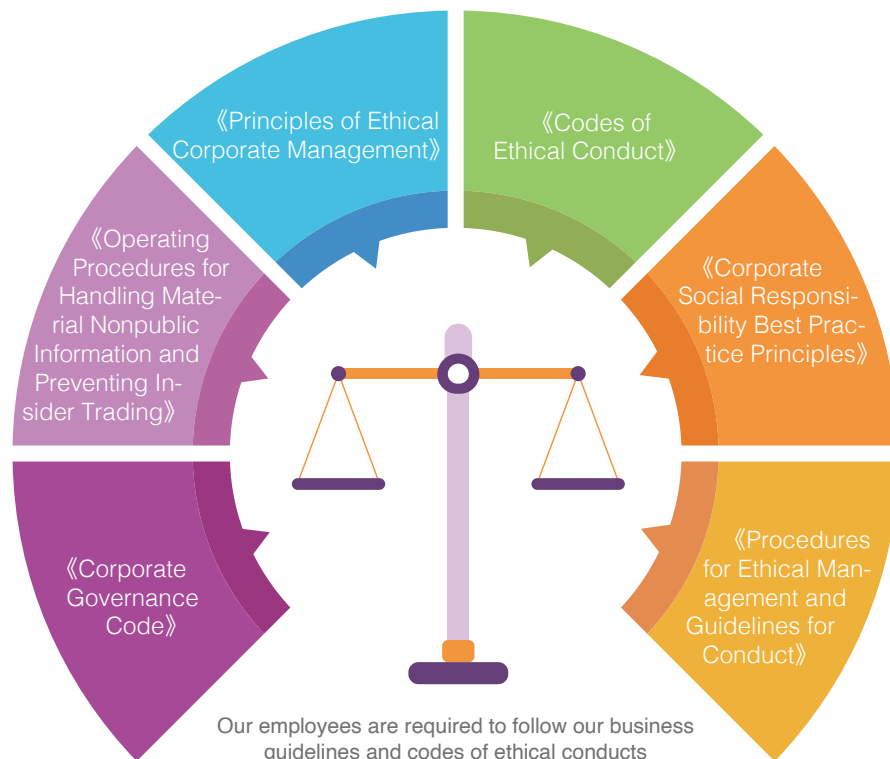 《Principles of Ethical
Corporate Management》
《Codes of
Ethical Conduct》
《Operating
Procedures for
Handling Mate-
rial Nonpublic
Information and
Preventing In-
sider Trading》
《Corporate
Social Responsi-
bility Best Prac-
tice Principles》
《Corporate
Governance
Code》
《Procedures
for Ethical Man-
agement and
Guidelines for
Conduct》
Our employees are required to follow our business
guidelines and codes of ethical conducts